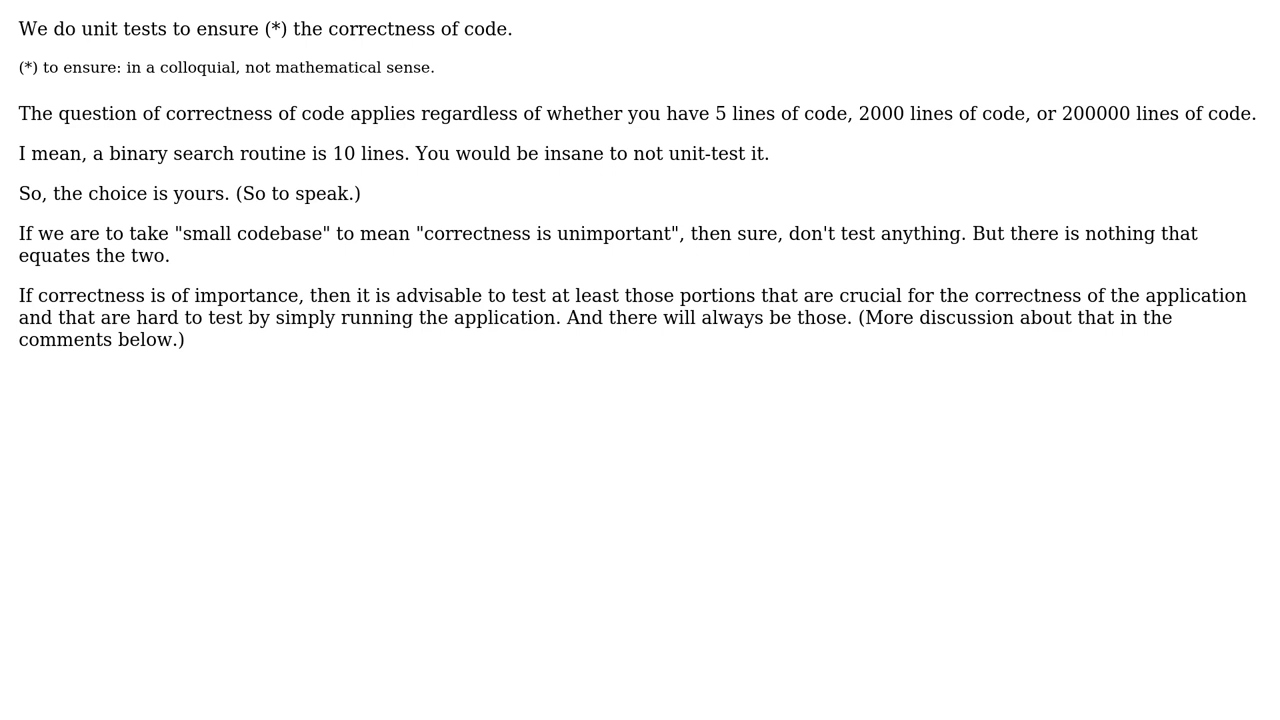 We do unit tests to ensure (*) the correctness of code.
(*) to ensure: in a colloquial, not mathematical sense.
The question of correctness of code applies regardless of whether you have 5 lines of code, 2000 lines of code, or 200000 lines of code.
I mean, a binary search routine is 10 lines. You would be insane to not unit-test it.
So, the choice is yours. (So to speak.)
If we are to take "small codebase" to mean "correctness is unimportant", then sure, don't test anything. But there is nothing that
equates the two.
If correctness is of importance, then it is advisable to test at least those portions that are crucial for the correctness of the application
and that are hard to test by simply running the application. And there will always be those. (More discussion about that in the
comments below.)